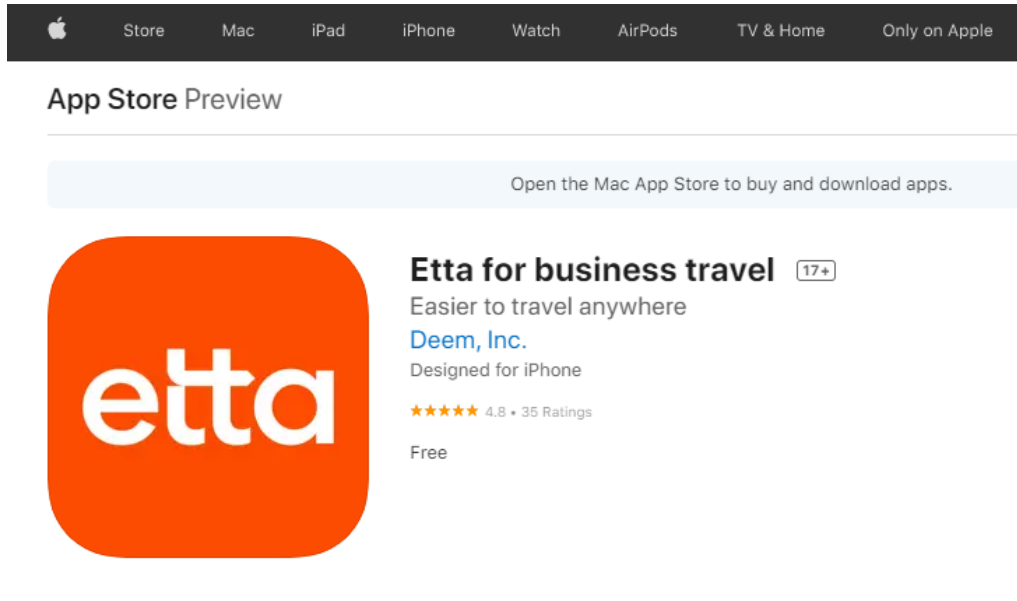 Store Mac iPad iPhone Watch AirPods TV & Home Only on Apple
App Store Preview
Open the Mac App Store to buy and download apps.
etta
Etta for business travel 17+
Easier to travel anywhere
Deem, Inc.
Designed for iPhone
★★★★★ 4.8 • 35 Ratings
Free